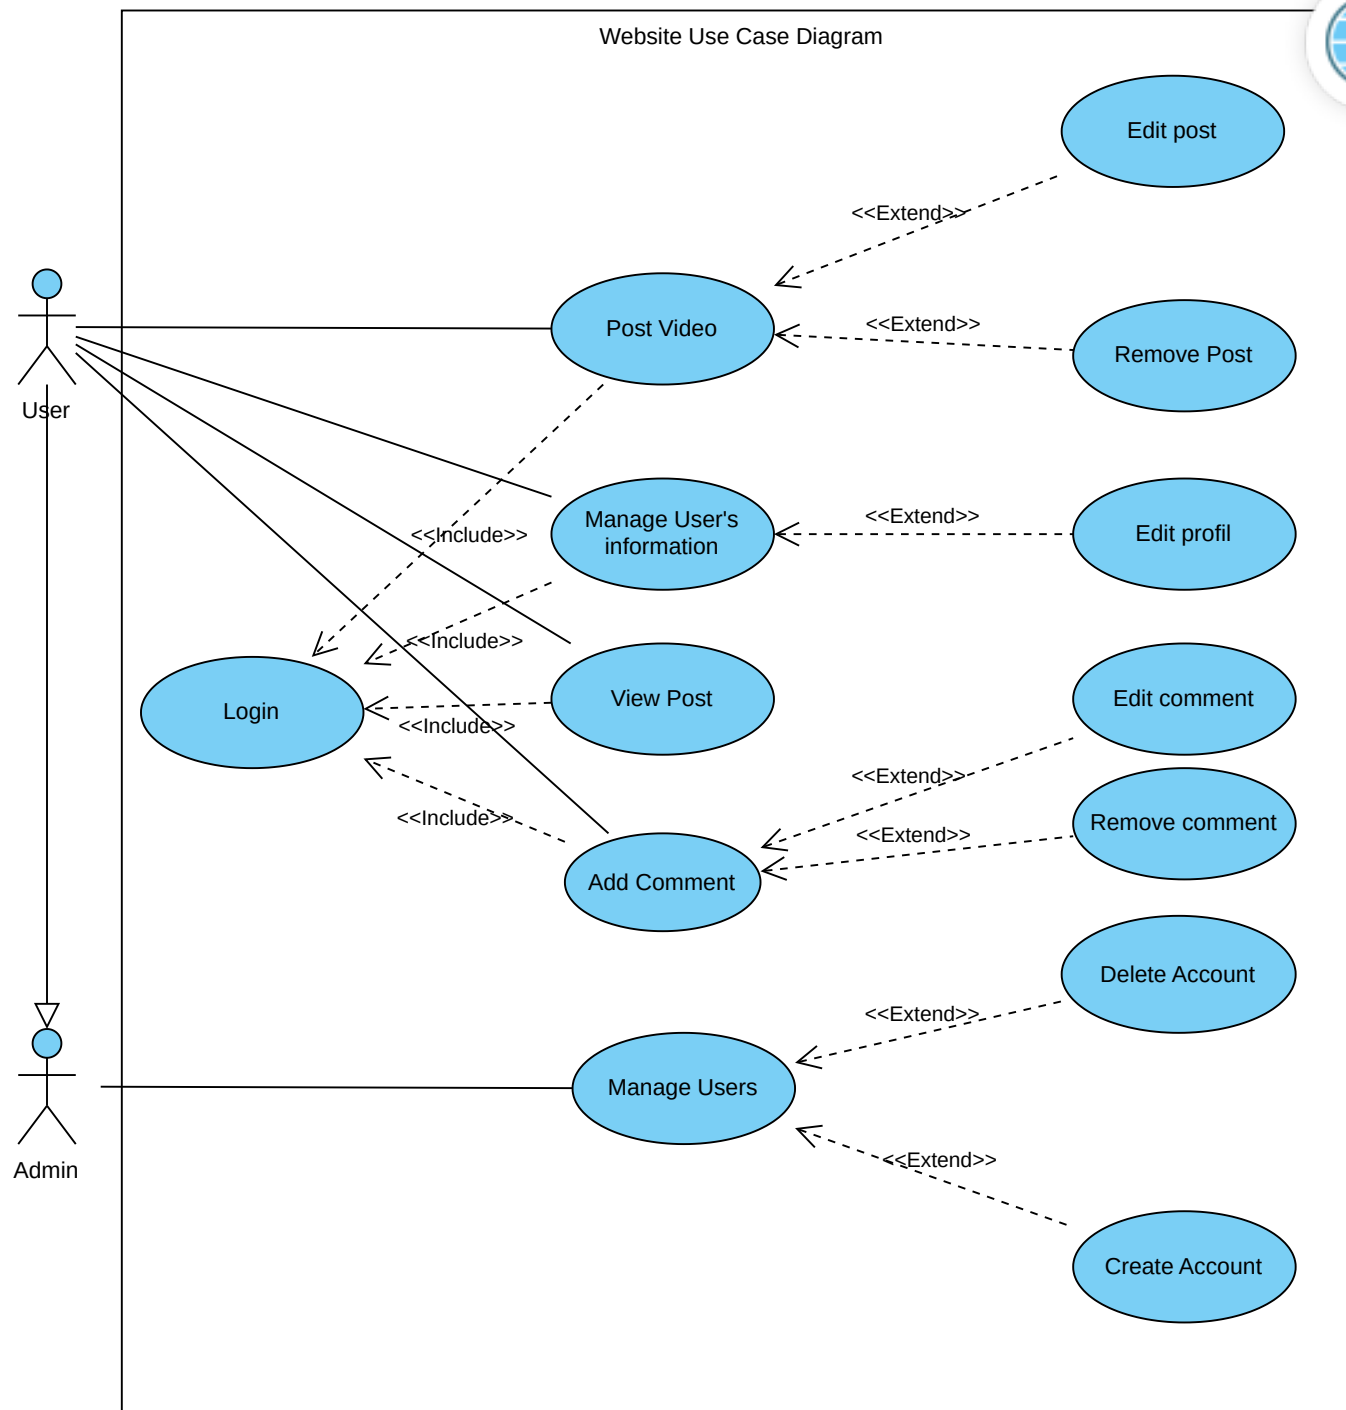 Website Use Case Diagram
Edit post
<<Extend>>
Post Video
<<Extend>>
Remove Post
User
Manage User's
information
<<Extend>>
Edit profil
<<Include>>
<<Include>>
Login
View Post
<<Include>>
Edit comment
<<Extend>>
Remove comment
<<Extend>>
<<Include>>
Add Comment
Delete Account
<<Extend>>
Manage Users
Admin
<<Extend>>
Create Account